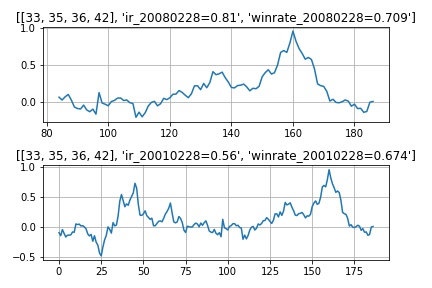 [[33, 35, 36, 42], 'ir_20080228=0.81', 'winrate_20080228=0.709']
1.0
0.5
0.0
80 100 120 140 160 180
[[33, 35, 36, 42], 'ir_20010228=0.56', 'winrate_20010228=0.674']
1.0
0.5
0.0
−0.5
0 25 50 75 100 125 150 175